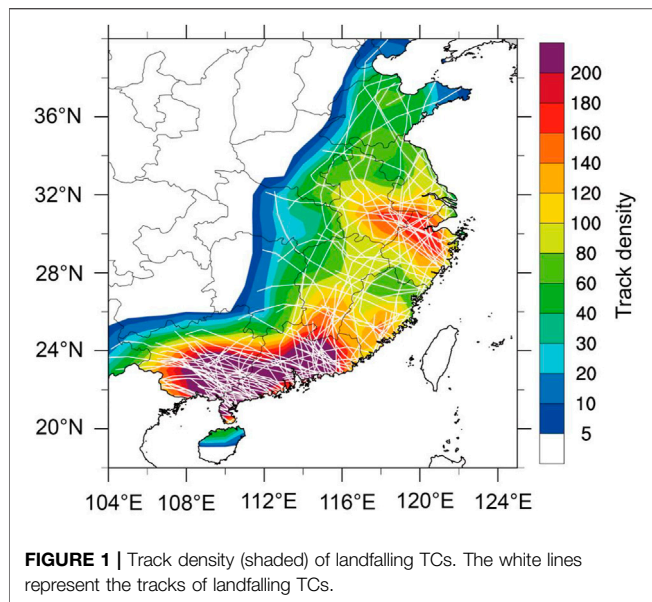 200
180
160
140
120
100
80
60
40
30
20
10
5
Track density
36°N
32°N
28°N
24°N
20°N
104°E 108°E 112°E 116°E 120°E 124°E
FIGURE 1 | Track density (shaded) of landfalling TCs. The white lines
represent the tracks of landfalling TCs.